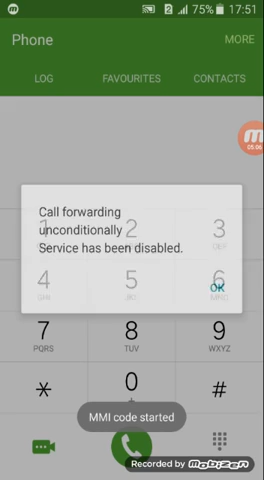 2 75% 17:51
Phone MORE
LOG FAVOURITES CONTACTS
05:06
Call forwarding
unconditionally
Service has been disabled.
OK
1 2 3
DEF
4 5 6
GHI JKL MNO
7 8 9
PQRS TUV WXYZ
* 0 #
+
MMI code started
Recorded by mobizen